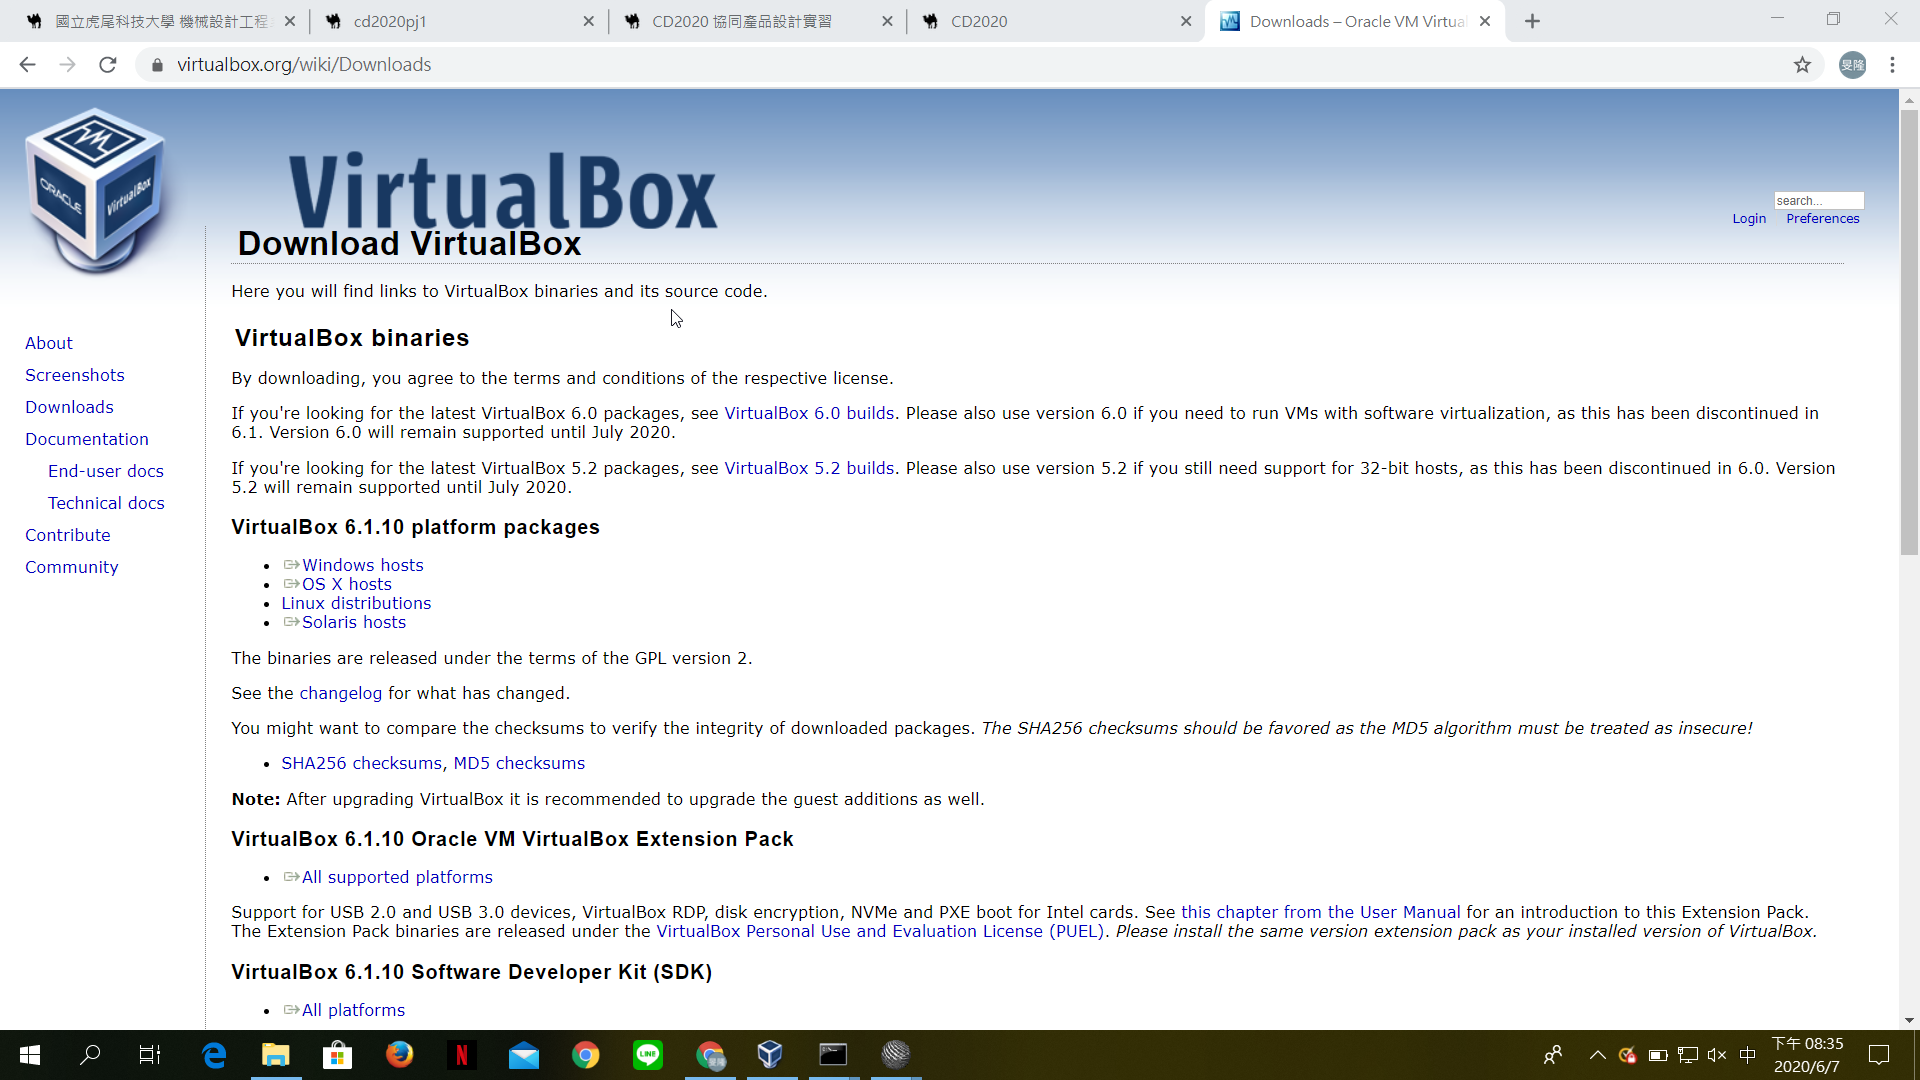 國立虎尾科技大學 機械設計工程
cd2020pj1
CD2020 協同產品設計實習
CD2020
Downloads – Oracle VM Virtua
virtualbox.org/wiki/Downloads
旻隆
ORACLE
VirtualBox
VirtualBox
search...
Login
Preferences
Download VirtualBox
Here you will find links to VirtualBox binaries and its source code.
About
Screenshots
Downloads
Documentation
End-user docs
Technical docs
Contribute
Community
VirtualBox binaries
By downloading, you agree to the terms and conditions of the respective license.
If you're looking for the latest VirtualBox 6.0 packages, see VirtualBox 6.0 builds. Please also use version 6.0 if you need to run VMs with software virtualization, as this has been discontinued in
6.1. Version 6.0 will remain supported until July 2020.
If you're looking for the latest VirtualBox 5.2 packages, see VirtualBox 5.2 builds. Please also use version 5.2 if you still need support for 32-bit hosts, as this has been discontinued in 6.0. Version
5.2 will remain supported until July 2020.
VirtualBox 6.1.10 platform packages
Windows hosts
OS X hosts
Linux distributions
Solaris hosts
The binaries are released under the terms of the GPL version 2.
See the changelog for what has changed.
You might want to compare the checksums to verify the integrity of downloaded packages. The SHA256 checksums should be favored as the MD5 algorithm must be treated as insecure!
SHA256 checksums, MD5 checksums
Note: After upgrading VirtualBox it is recommended to upgrade the guest additions as well.
VirtualBox 6.1.10 Oracle VM VirtualBox Extension Pack
All supported platforms
Support for USB 2.0 and USB 3.0 devices, VirtualBox RDP, disk encryption, NVMe and PXE boot for Intel cards. See this chapter from the User Manual for an introduction to this Extension Pack.
The Extension Pack binaries are released under the VirtualBox Personal Use and Evaluation License (PUEL). Please install the same version extension pack as your installed version of VirtualBox.
VirtualBox 6.1.10 Software Developer Kit (SDK)
All platforms
LINE
中
下午 08:35
2020/6/7